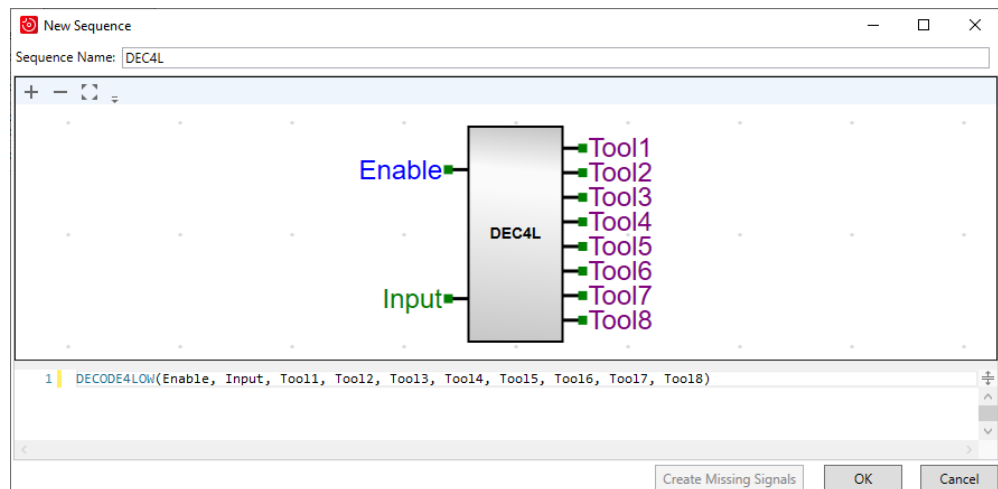 New Sequence
Sequence Name: DEC4L
Enable
Input
DEC4L
Tool1
Tool2
Tool3
Tool4
Tool5
Tool6
Tool7
Tool8
1 DECODE4LOW(Enable, Input, Tool1, Tool2, Tool3, Tool4, Tool5, Tool6, Tool7, Tool8)
Create Missing Signals OK Cancel